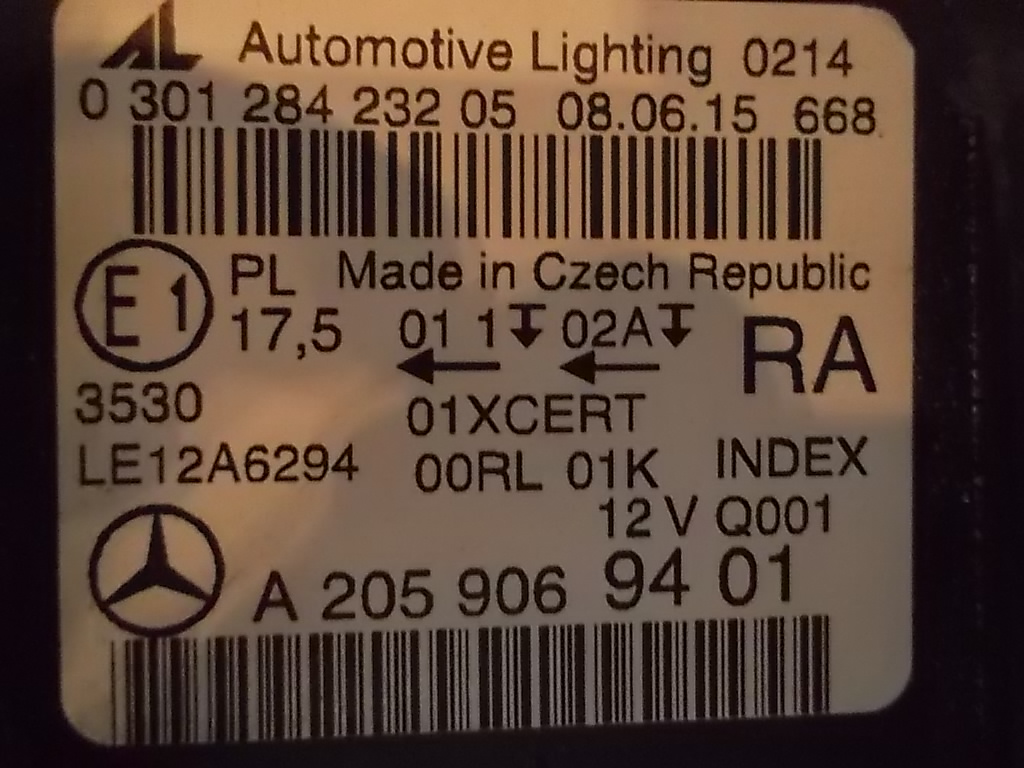 AL Automotive Lighting 0214
0 301 284 232 05 08.06.15 668
E1 PL Made in Czech Republic
17,5 01 1 02A RA
3530 01XCERT
LE12A6294 00RL 01K INDEX
12 V Q001
A 205 906 94 01